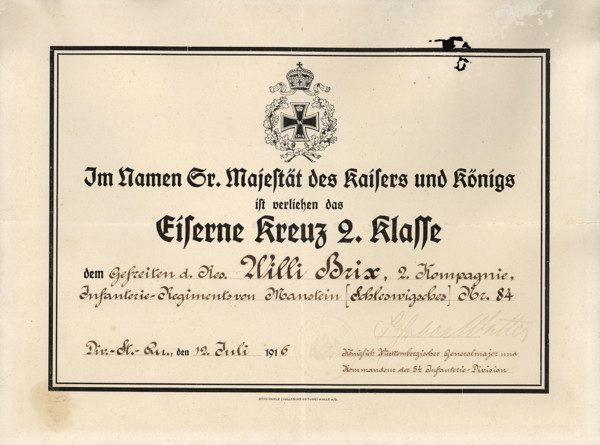 Im Namen Sr. Majestät des Kaisers und Königs
ist verliehen das
Eiserne Kreuz 2. Klasse
dem Gefreiten d. Res. Willi Brix, 2. Kompagnie,
Infanterie-Regiments von Manstein [Schleswigsches] Nr. 84
Div.-St.-Qu., den 12. Juli 1916
Königlich Württembergischer Generalmajor und
Kommandeur der 54. Infanterie-Division